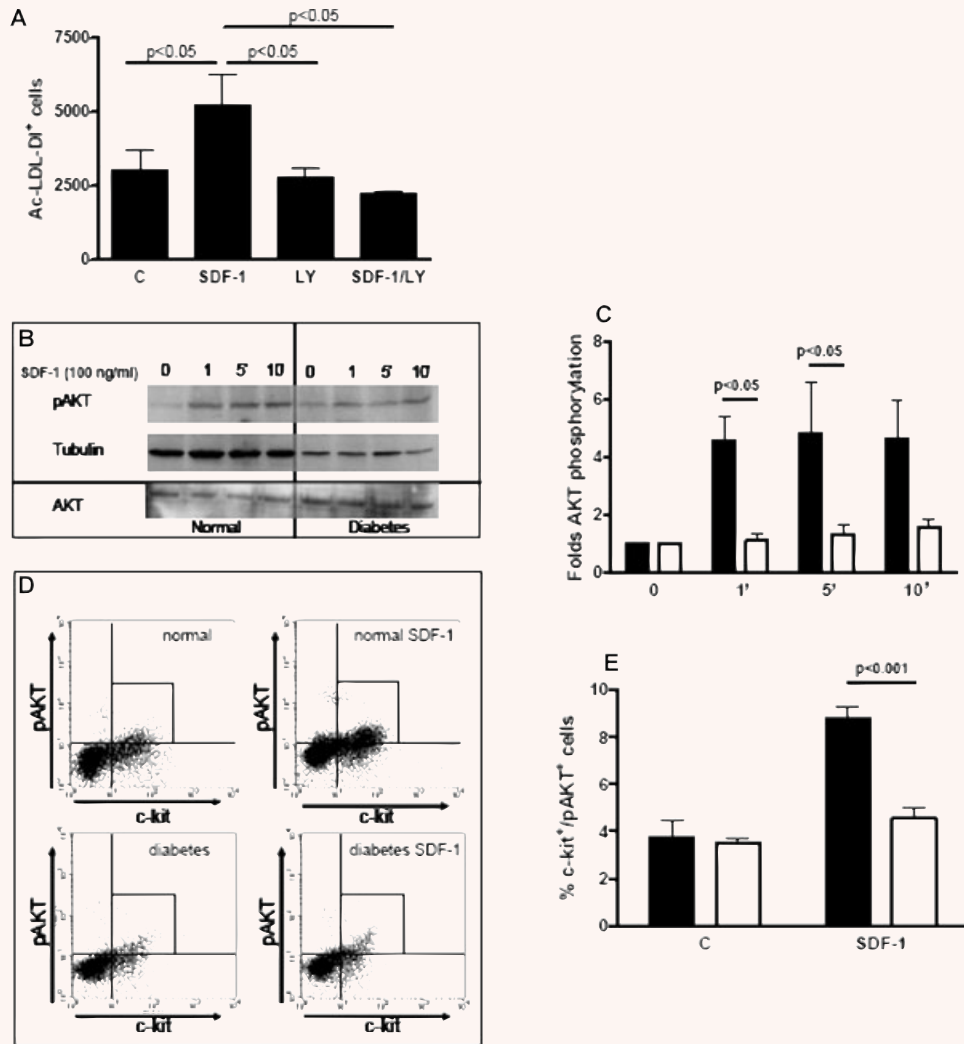 A
p<0.05
p<0.05 p<0.05
7500
5000
2500
0
Ac-LDL-DI⁺ cells
C SDF-1 LY SDF-1/LY
B
SDF-1 (100 ng/ml) 0 1 5' 10' 0 1 5' 10'
pAKT
Tubulin
AKT
Normal Diabetes
C
8
6
4
2
0
Folds AKT phosphorylation
p<0.05
p<0.05
0 1' 5' 10'
D
normal
pAKT
c-kit
normal SDF-1
pAKT
c-kit
diabetes
pAKT
c-kit
diabetes SDF-1
pAKT
c-kit
E
p<0.001
10
8
6
4
2
0
% c-kit⁺/pAKT⁺ cells
C SDF-1